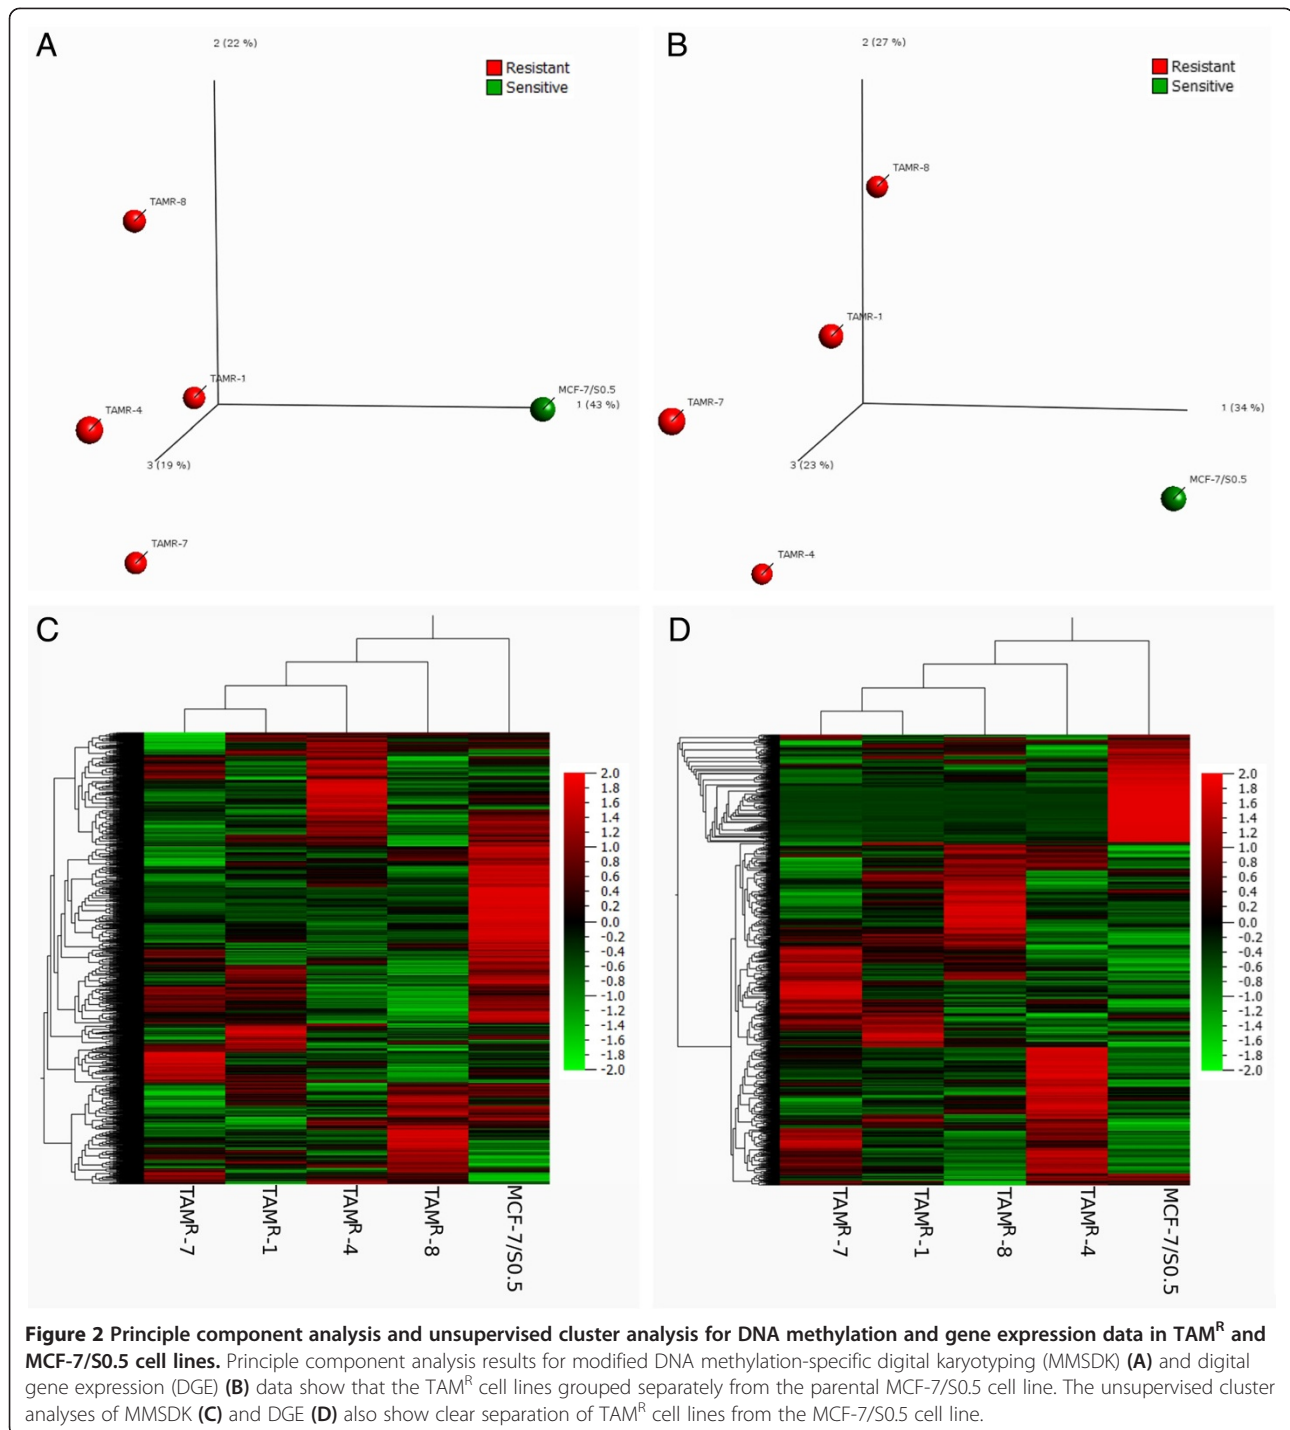 A
2 (22 %)
Resistant
Sensitive
TAMR-8
TAMR-1
MCF-7/S0.5
1 (43 %)
TAMR-4
3 (19 %)
TAMR-7
B
2 (27 %)
Resistant
Sensitive
TAMR-8
TAMR-1
TAMR-7
1 (34 %)
3 (23 %)
MCF-7/S0.5
TAMR-4
C
2.0
1.8
1.6
1.4
1.2
1.0
0.8
0.6
0.4
0.2
0.0
-0.2
-0.4
-0.6
-0.8
-1.0
-1.2
-1.4
-1.6
-1.8
-2.0
TAMᴿ-7
TAMᴿ-1
TAMᴿ-4
TAMᴿ-8
MCF-7/S0.5
D
2.0
1.8
1.6
1.4
1.2
1.0
0.8
0.6
0.4
0.2
0.0
-0.2
-0.4
-0.6
-0.8
-1.0
-1.2
-1.4
-1.6
-1.8
-2.0
TAMᴿ-7
TAMᴿ-1
TAMᴿ-8
TAMᴿ-4
MCF-7/S0.5
Figure 2 Principle component analysis and unsupervised cluster analysis for DNA methylation and gene expression data in TAMᴿ and
MCF-7/S0.5 cell lines. Principle component analysis results for modified DNA methylation-specific digital karyotyping (MMSDK) (A) and digital
gene expression (DGE) (B) data show that the TAMᴿ cell lines grouped separately from the parental MCF-7/S0.5 cell line. The unsupervised cluster
analyses of MMSDK (C) and DGE (D) also show clear separation of TAMᴿ cell lines from the MCF-7/S0.5 cell line.